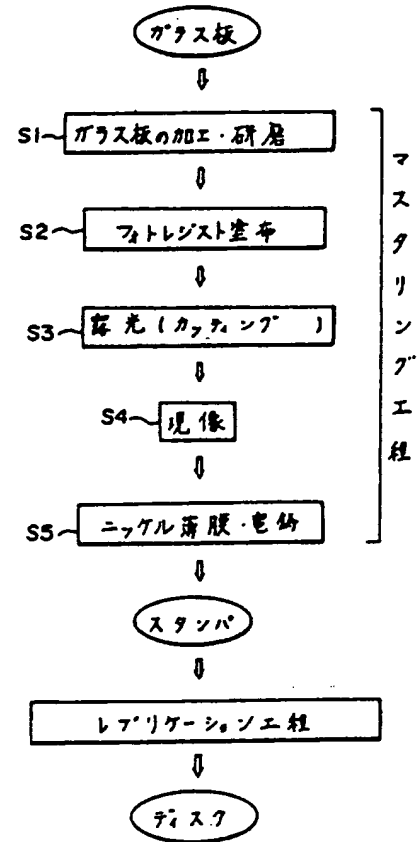 ガラス板
S1 ガラス板の加工・研磨
S2 フォトレジスト塗布
S3 露光(カッティング)
S4 現像
S5 ニッケル薄膜・電鋳
マスタリング工程
スタンパ
レプリケーション工程
ディスク